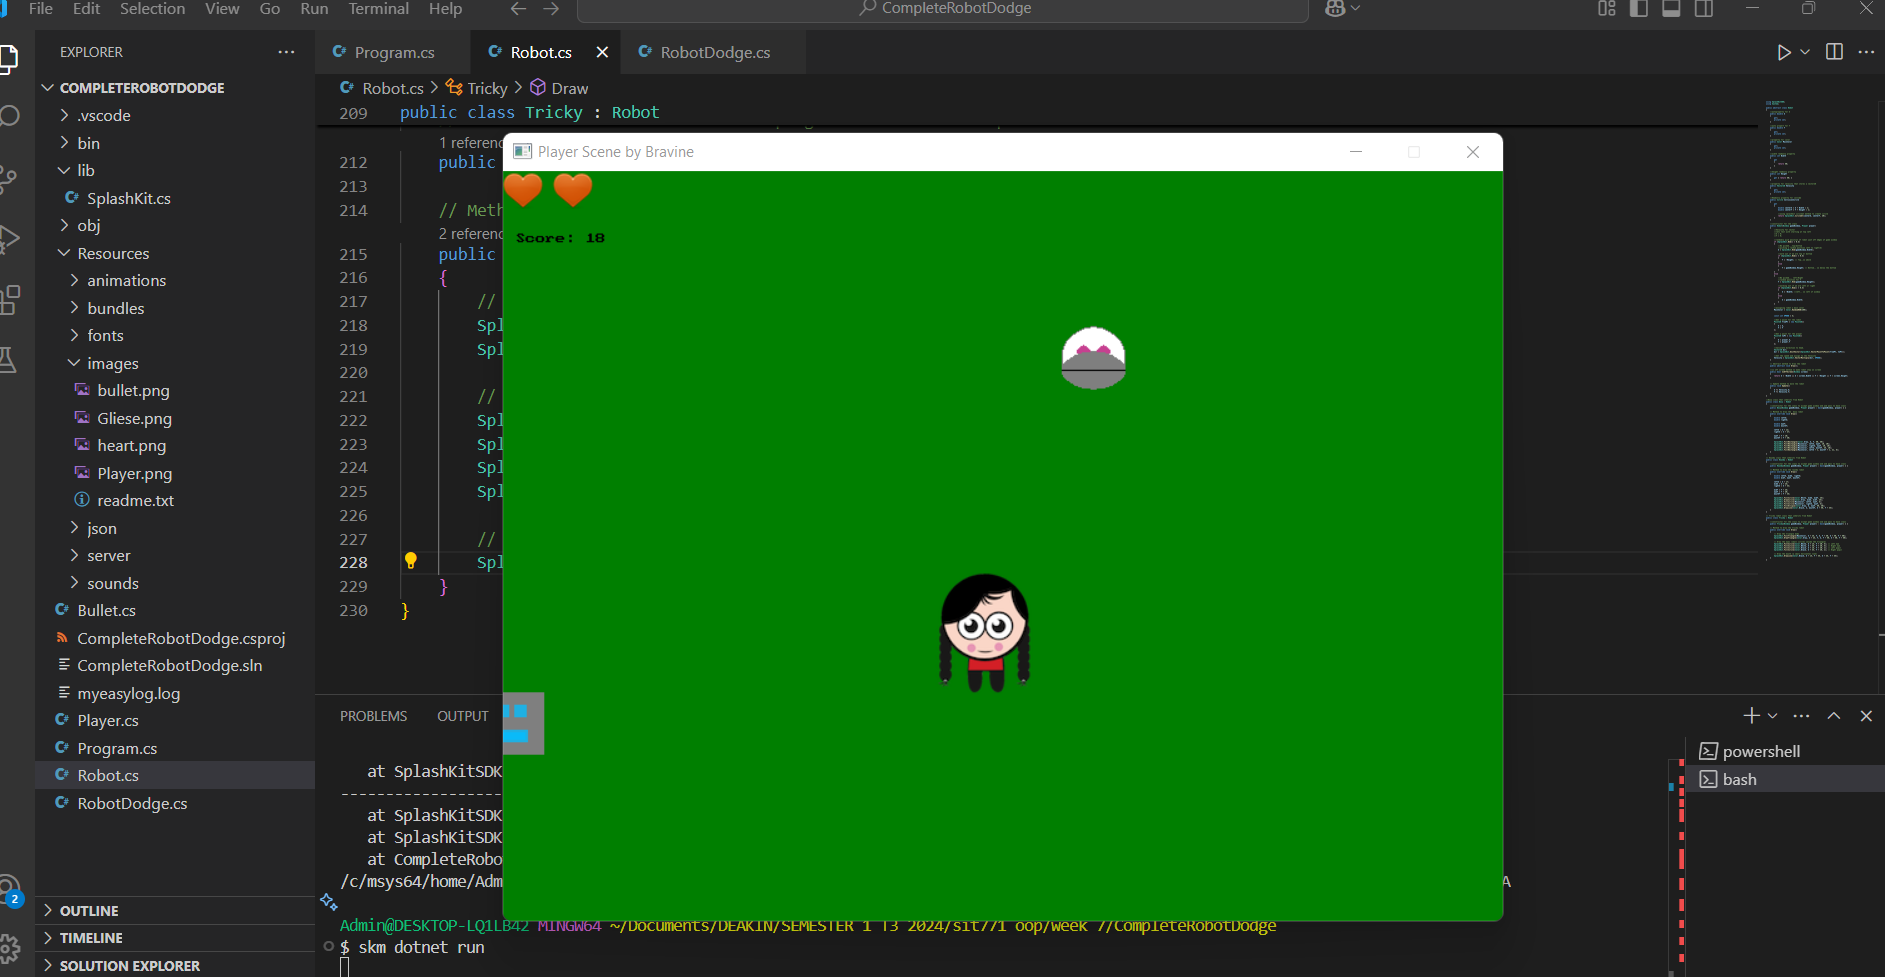 File Edit Selection View Go Run Terminal Help
CompleteRobotDodge
EXPLORER
COMPLETEROBOTDODGE
.vscode
bin
lib
SplashKit.cs
obj
Resources
animations
bundles
fonts
images
bullet.png
Gliese.png
heart.png
Player.png
readme.txt
json
server
sounds
Bullet.cs
CompleteRobotDodge.csproj
CompleteRobotDodge.sln
myeasylog.log
Player.cs
Program.cs
Robot.cs
RobotDodge.cs
OUTLINE
TIMELINE
SOLUTION EXPLORER
2
Program.cs Robot.cs RobotDodge.cs
Robot.cs > Tricky > Draw
209 public class Tricky : Robot
1 referenc
212 public
213
214 // Meth
2 referenc
215 public
216 {
217 //
218 Spl
219 Spl
220
221 //
222 Spl
223 Spl
224 Spl
225 Spl
226
227 //
228 Spl
229 }
230 }
Player Scene by Bravine
Score: 18
PROBLEMS OUTPUT
at SplashKitSDK
--------------------
at SplashKitSDK
at SplashKitSDK
at CompleteRobo
/c/msys64/home/Adm
A
Admin@DESKTOP-LQ1LB42 MINGW64 ~/Documents/DEAKIN/SEMESTER 1 T3 2024/sit771 oop/week 7/CompleteRobotDodge
$ skm dotnet run
powershell
bash